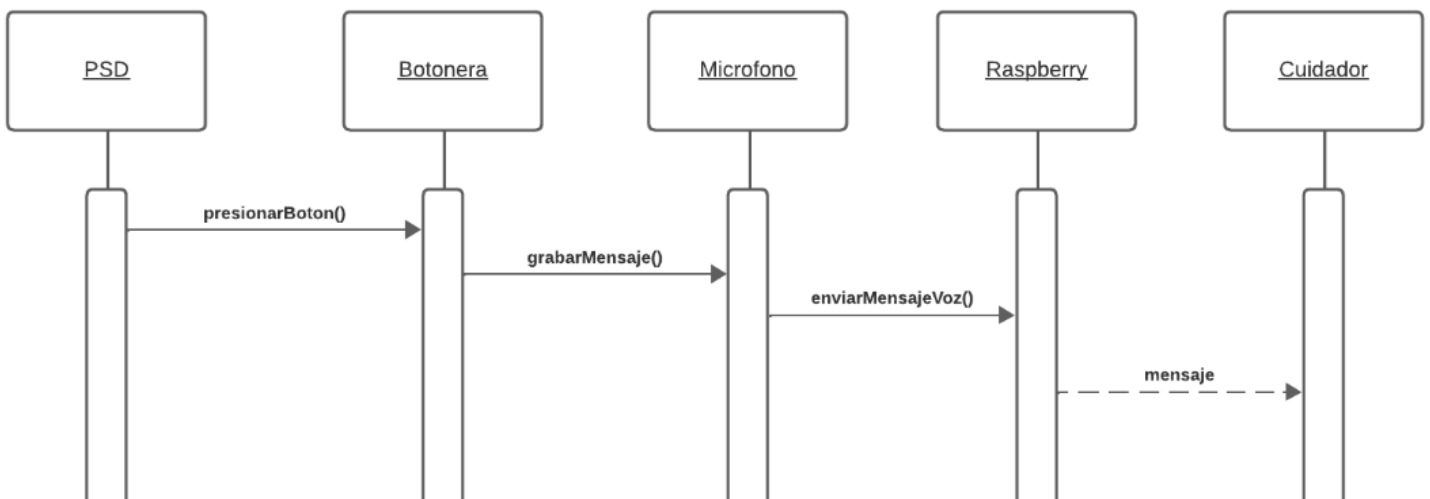 PSD
Botonera
Microfono
Raspberry
Cuidador
presionarBoton()
grabarMensaje()
enviarMensajeVoz()
mensaje